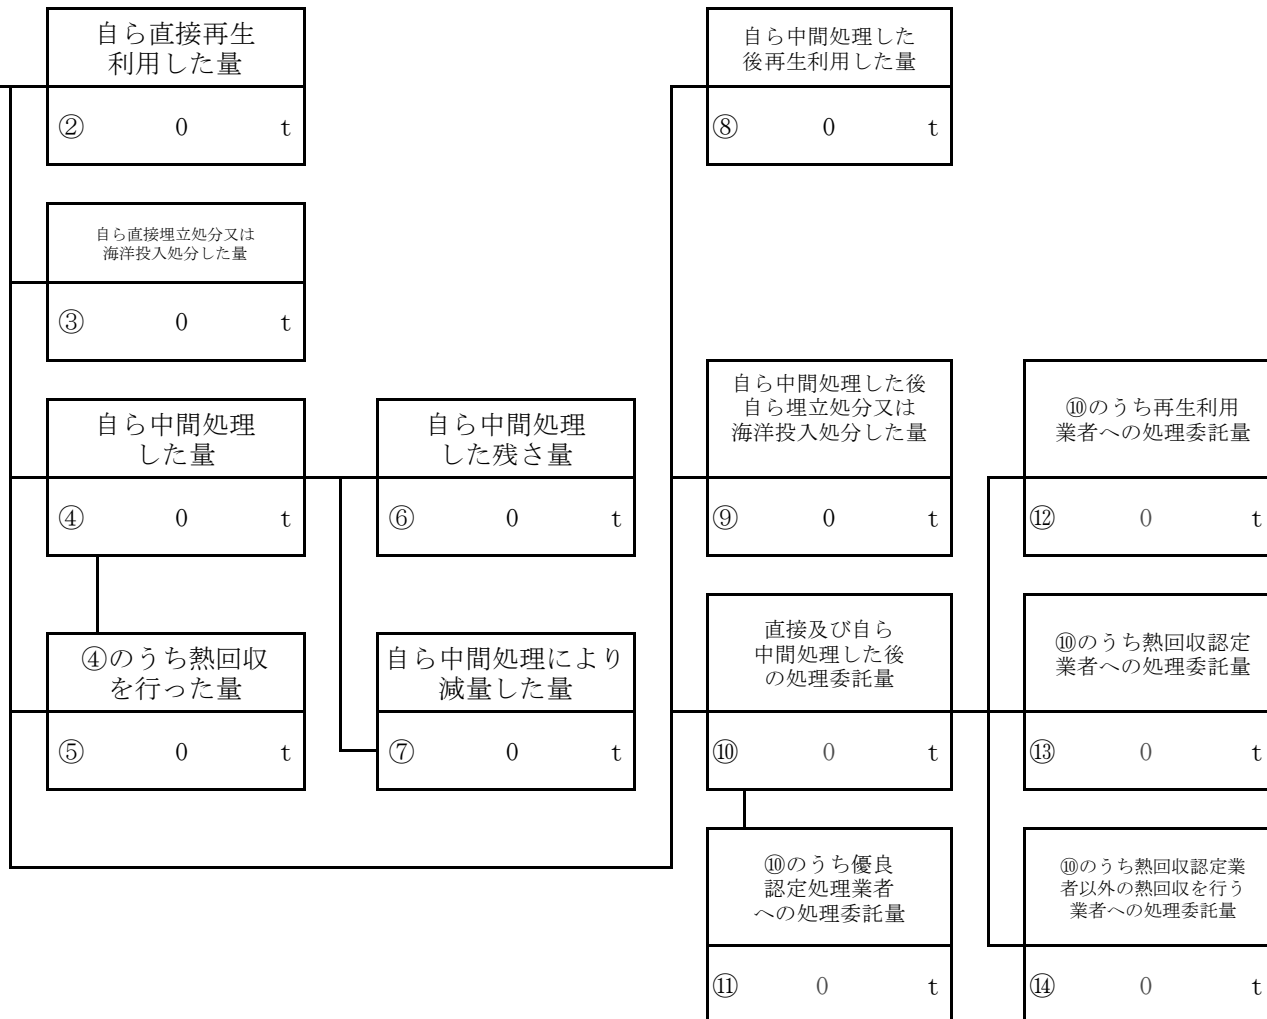 自ら直接再生
利用した量
② 0 t
自ら直接埋立処分又は
海洋投入処分した量
③ 0 t
自ら中間処理
した量
④ 0 t
④のうち熱回収
を行った量
⑤ 0 t
自ら中間処理
した残さ量
⑥ 0 t
自ら中間処理により
減量した量
⑦ 0 t
自ら中間処理した
後再生利用した量
⑧ 0 t
自ら中間処理した後
自ら埋立処分又は
海洋投入処分した量
⑨ 0 t
直接及び自ら
中間処理した後
の処理委託量
⑩ 0 t
⑩のうち優良
認定処理業者
への処理委託量
⑪ 0 t
⑩のうち再生利用
業者への処理委託量
⑫ 0 t
⑩のうち熱回収認定
業者への処理委託量
⑬ 0 t
⑩のうち熱回収認定業
者以外の熱回収を行う
業者への処理委託量
⑭ 0 t